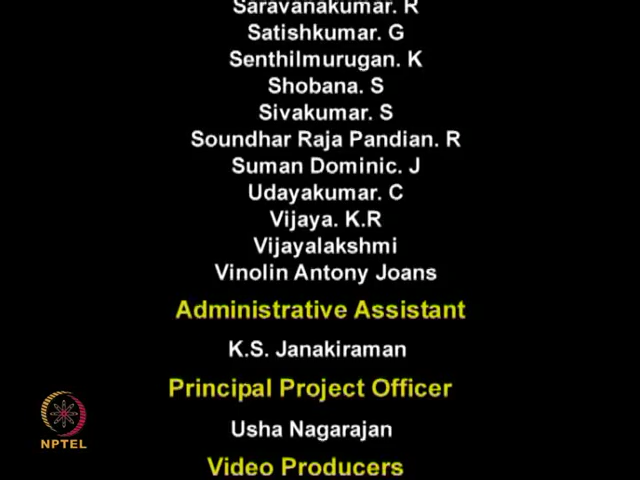 Saravanakumar. R
Satishkumar. G
Senthilmurugan. K
Shobana. S
Sivakumar. S
Soundhar Raja Pandian. R
Suman Dominic. J
Udayakumar. C
Vijaya. K.R
Vijayalakshmi
Vinolin Antony Joans
Administrative Assistant
K.S. Janakiraman
Principal Project Officer
Usha Nagarajan
NPTEL
Video Producers